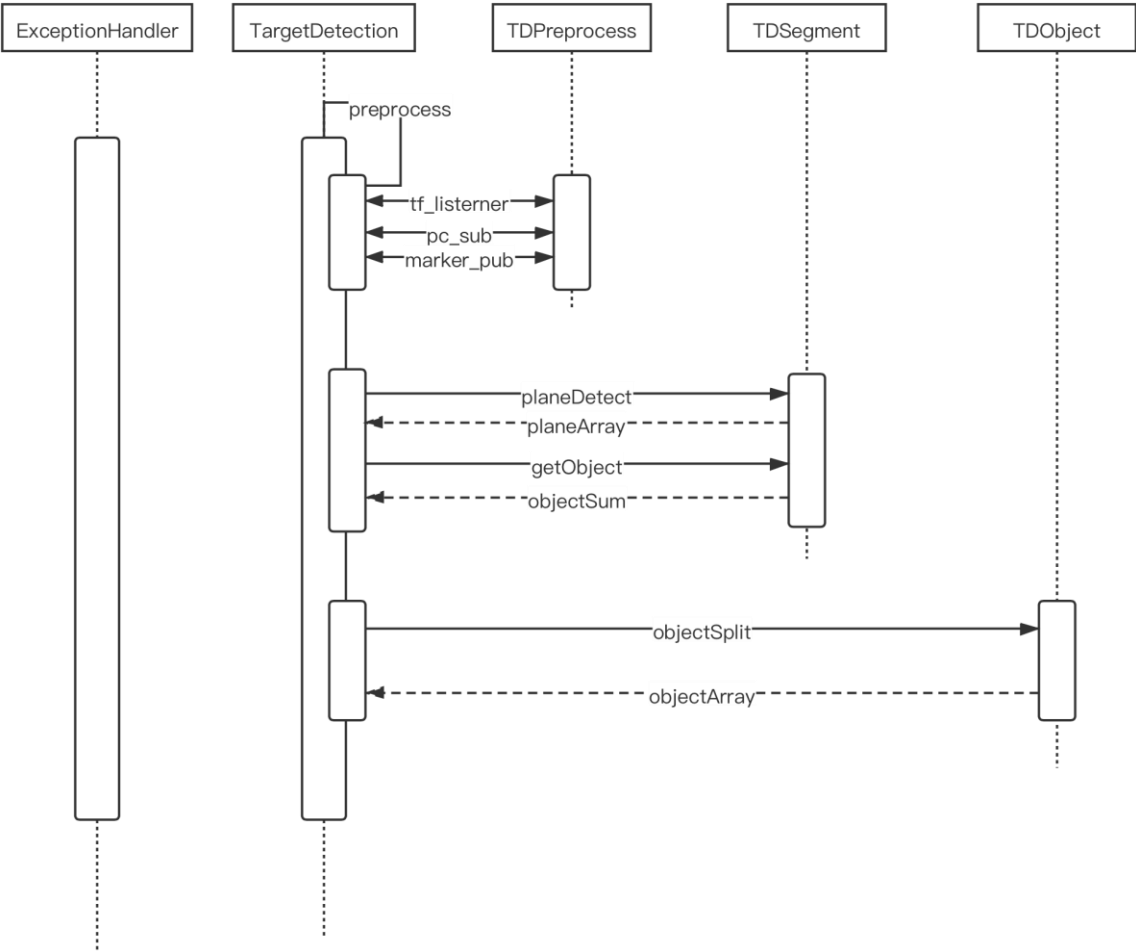 ExceptionHandler
TargetDetection
TDPreprocess
TDSegment
TDObject
preprocess
tf_listerner
pc_sub
marker_pub
planeDetect
planeArray
getObject
objectSum
objectSplit
objectArray